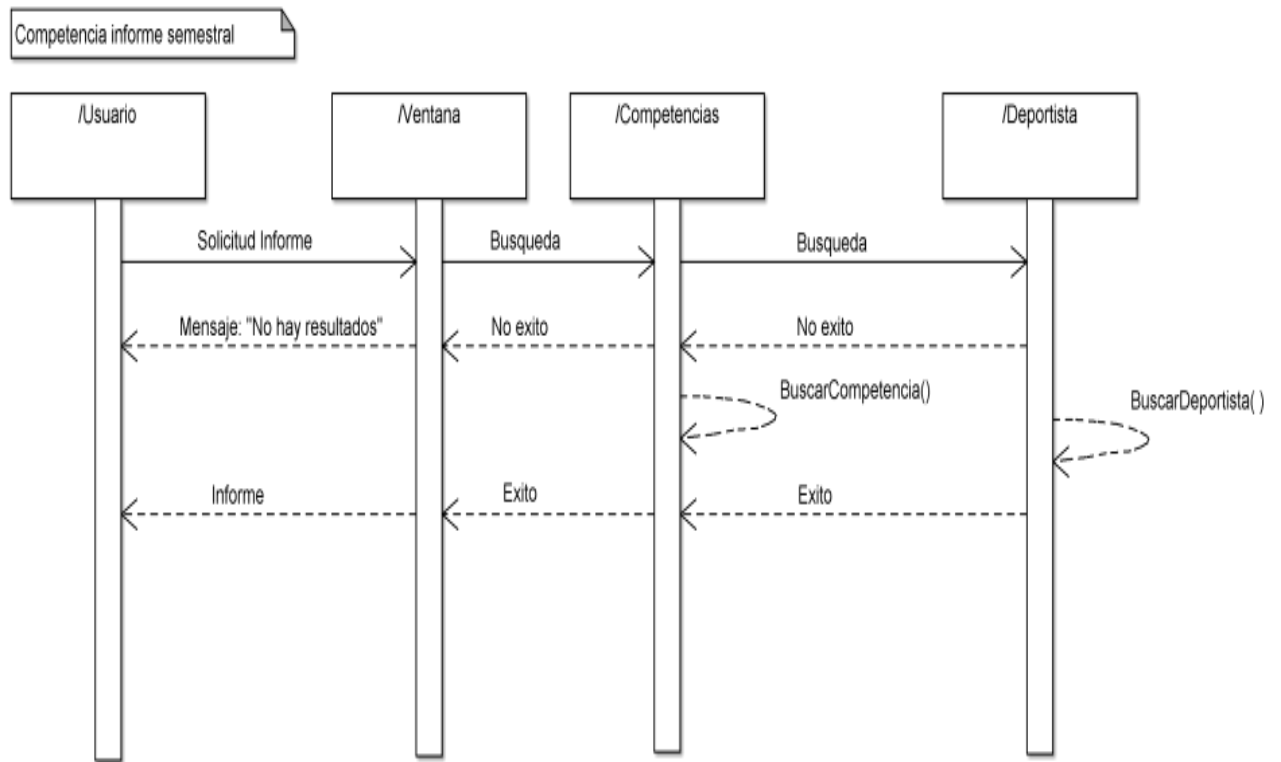 Competencia informe semestral
/Usuario
/Ventana
/Competencias
/Deportista
Solicitud Informe
Busqueda
Busqueda
Mensaje: "No hay resultados"
No exito
No exito
BuscarCompetencia()
BuscarDeportista( )
Informe
Exito
Exito